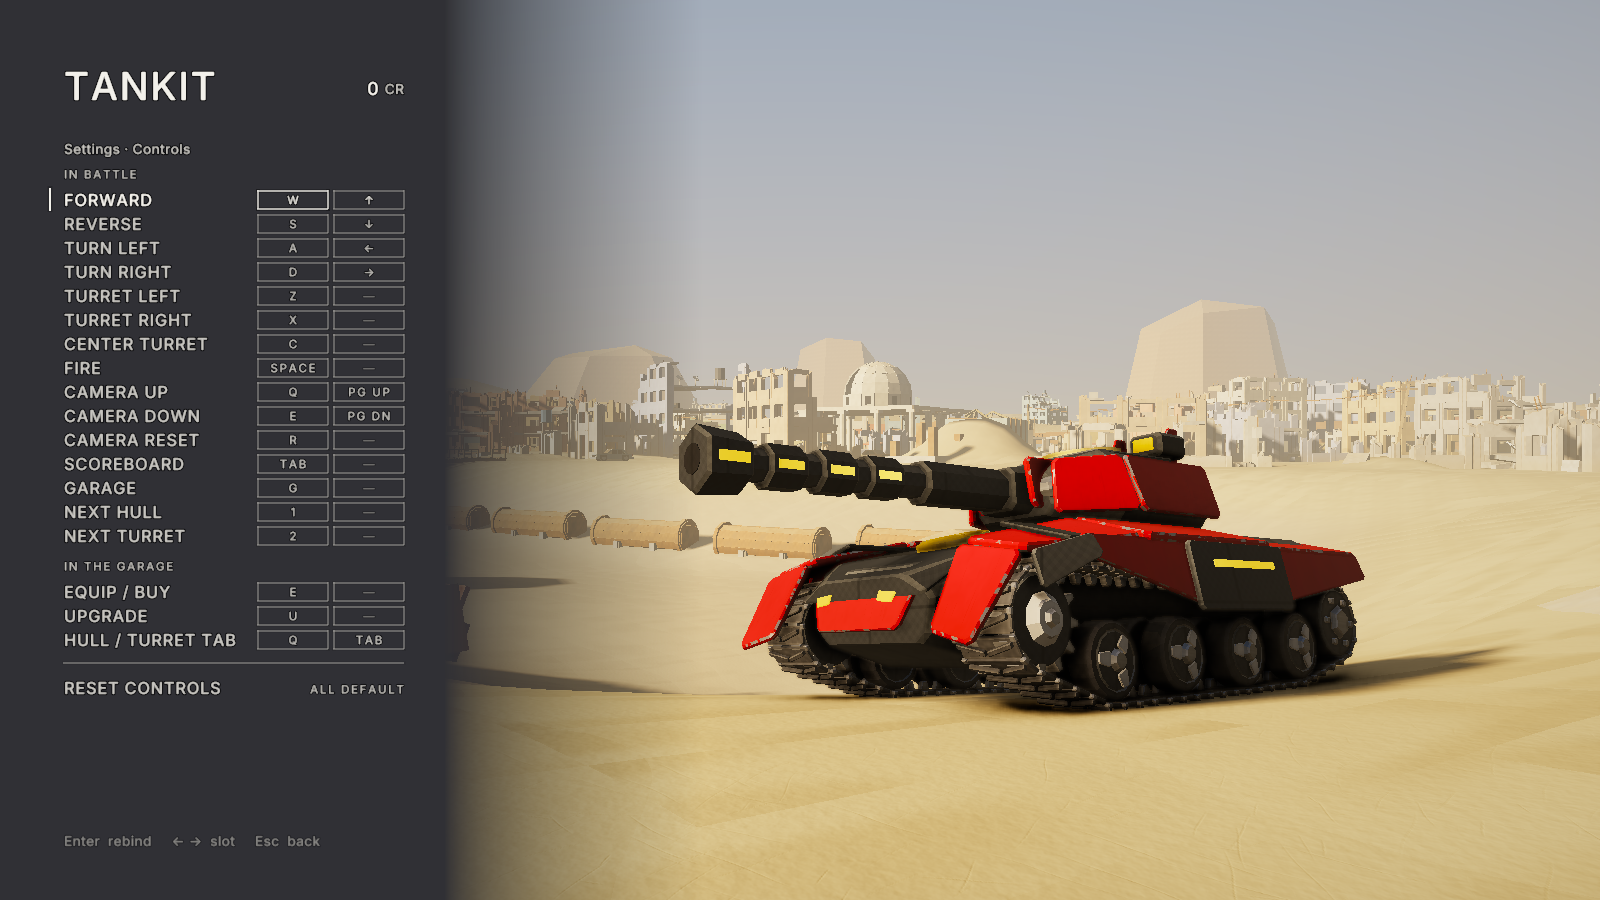 TANKIT
0 CR
Settings · Controls
IN BATTLE
FORWARD W ↑
REVERSE S ↓
TURN LEFT A ←
TURN RIGHT D →
TURRET LEFT Z —
TURRET RIGHT X —
CENTER TURRET C —
FIRE SPACE —
CAMERA UP Q PG UP
CAMERA DOWN E PG DN
CAMERA RESET R —
SCOREBOARD TAB —
GARAGE G —
NEXT HULL 1 —
NEXT TURRET 2 —
IN THE GARAGE
EQUIP / BUY E —
UPGRADE U —
HULL / TURRET TAB Q TAB
RESET CONTROLS ALL DEFAULT
Enter rebind ← → slot Esc back